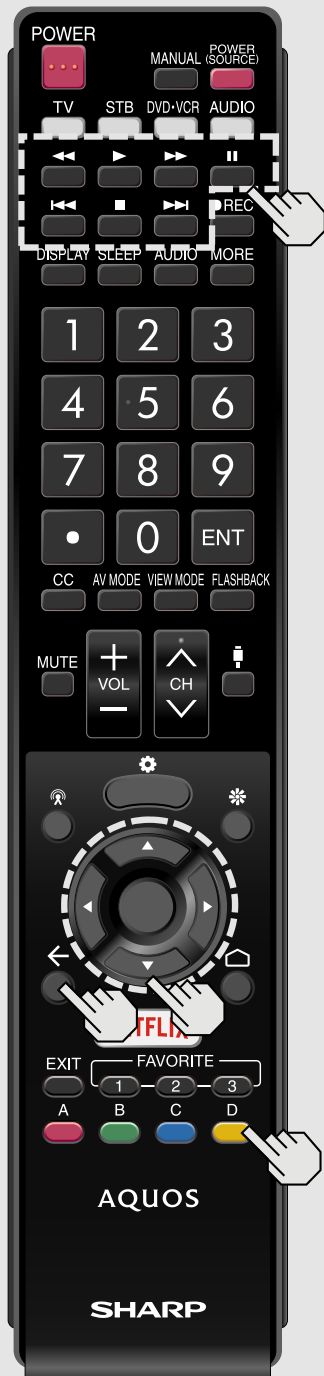 POWER
MANUAL POWER (SOURCE)
TV STB DVD•VCR AUDIO
REC
DISPLAY SLEEP AUDIO MORE
1 2 3
4 5 6
7 8 9
• 0 ENT
CC AV MODE VIEW MODE FLASHBACK
MUTE + VOL − CH
TFLIX
EXIT FAVORITE
1 2 3
A B C D
AQUOS
SHARP